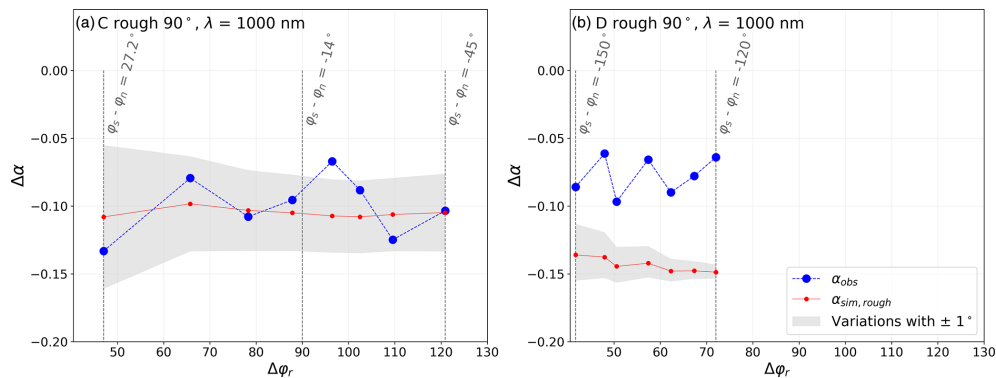 (a) C rough 90°, λ = 1000 nm
φs - φn = 27.2°
φs - φn = -14°
φs - φn = -45°
0.00
−0.05
−0.10
−0.15
−0.20
Δα
50 60 70 80 90 100 110 120 130
Δφr
(b) D rough 90°, λ = 1000 nm
φs - φn = -150°
φs - φn = -120°
0.00
−0.05
−0.10
−0.15
−0.20
Δα
αobs
αsim, rough
Variations with ± 1°
50 60 70 80 90 100 110 120 130
Δφr